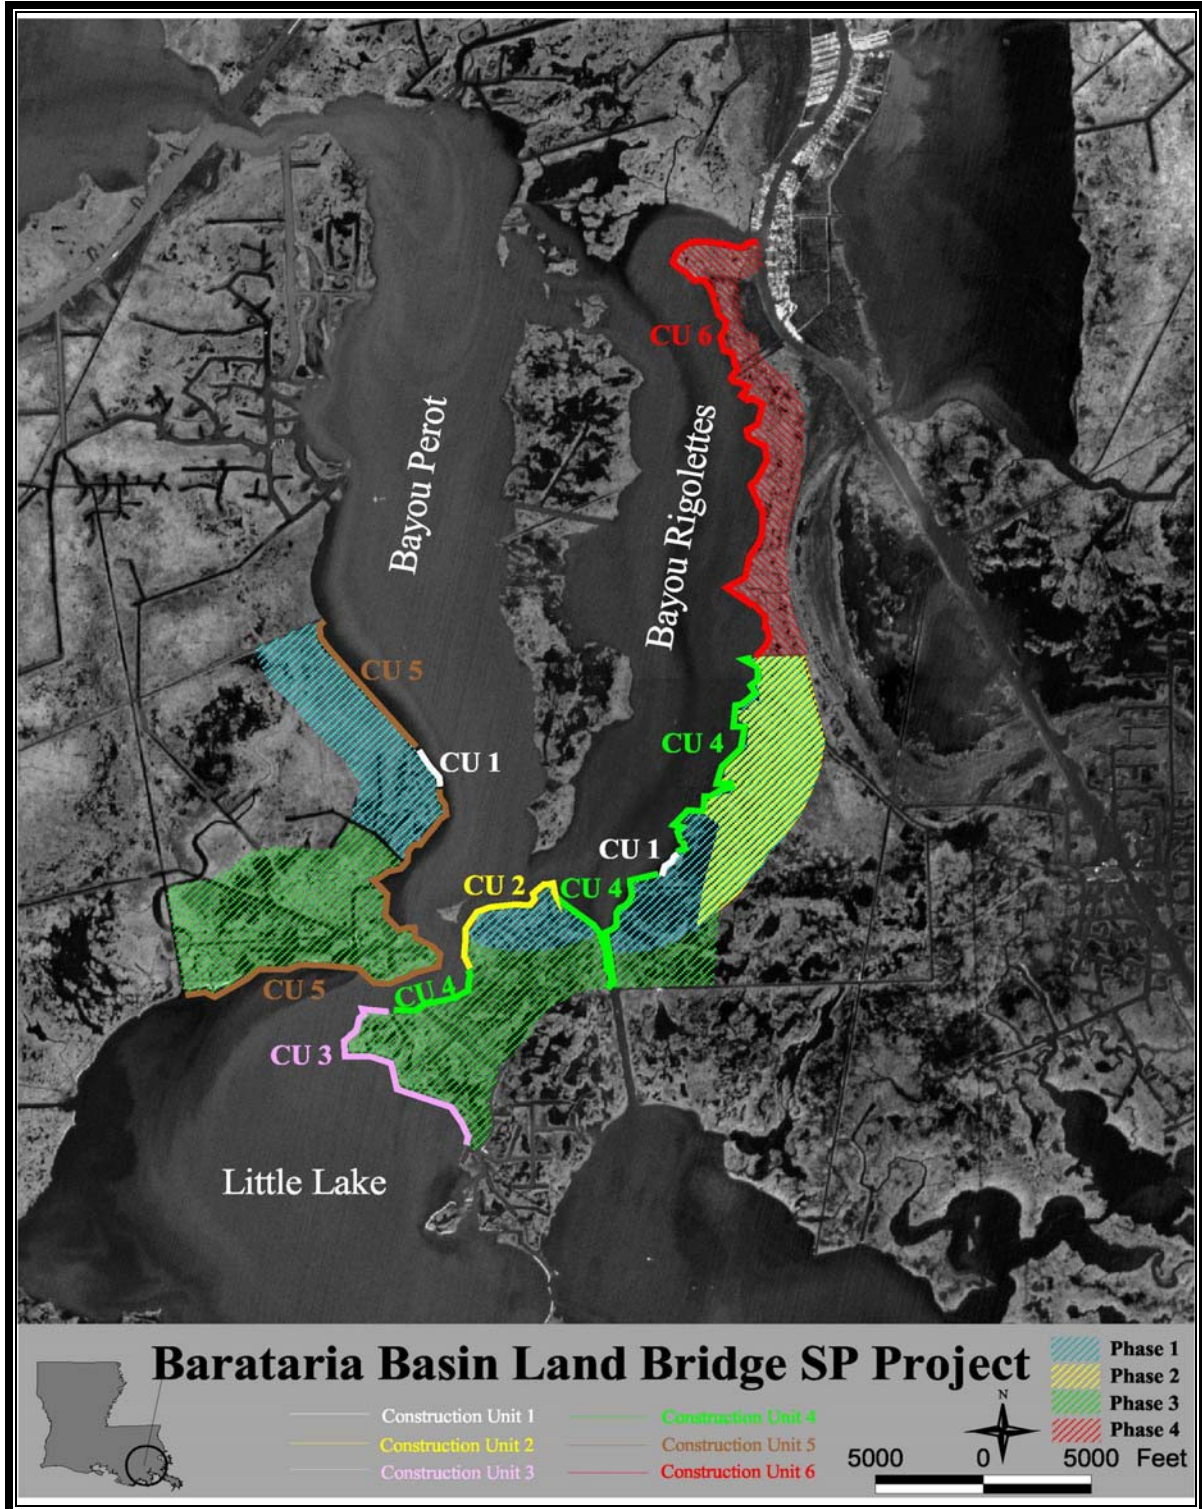 CU 6
Bayou Perot
Bayou Rigolettes
CU 5
CU 4
CU 1
CU 1
CU 2
CU 4
CU 5
CU 4
CU 3
Little Lake
Barataria Basin Land Bridge SP Project
Phase 1
Phase 2
Phase 3
Phase 4
Construction Unit 1
Construction Unit 2
Construction Unit 3
Construction Unit 4
Construction Unit 5
Construction Unit 6
N
5000 0 5000 Feet